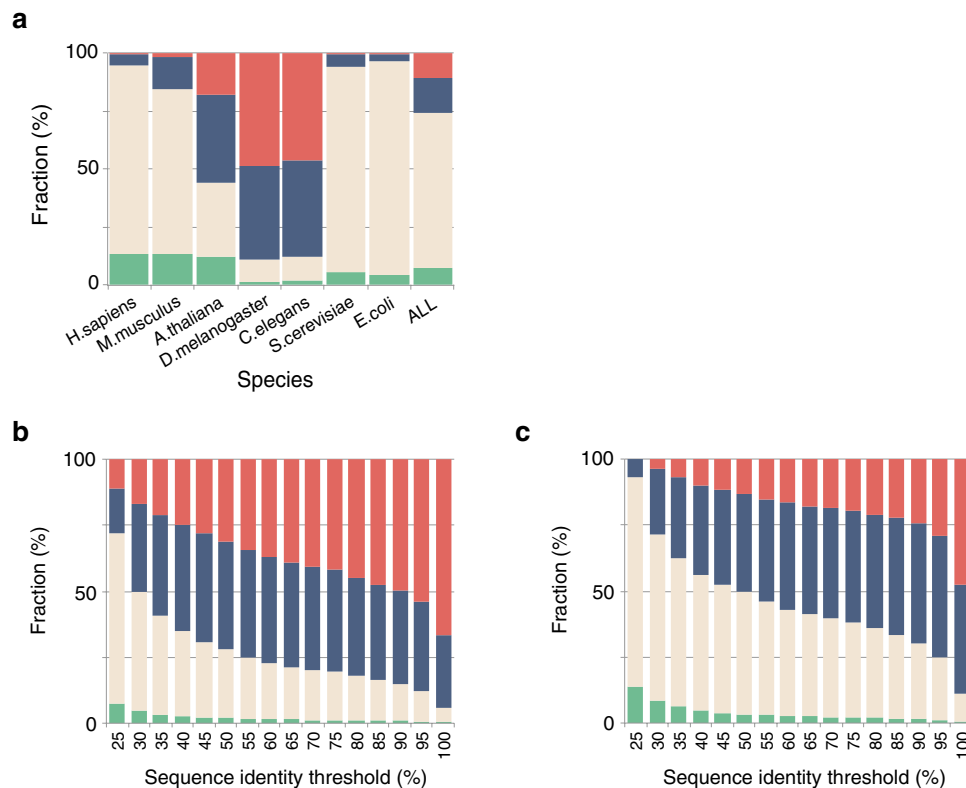 a
Fraction (%)
100
50
0
H.sapiens
M.musculus
A.thaliana
D.melanogaster
C.elegans
S.cerevisiae
E.coli
ALL
Species
b
Fraction (%)
100
50
0
25 30 35 40 45 50 55 60 65 70 75 80 85 90 95 100
Sequence identity threshold (%)
c
Fraction (%)
100
50
0
25 30 35 40 45 50 55 60 65 70 75 80 85 90 95 100
Sequence identity threshold (%)